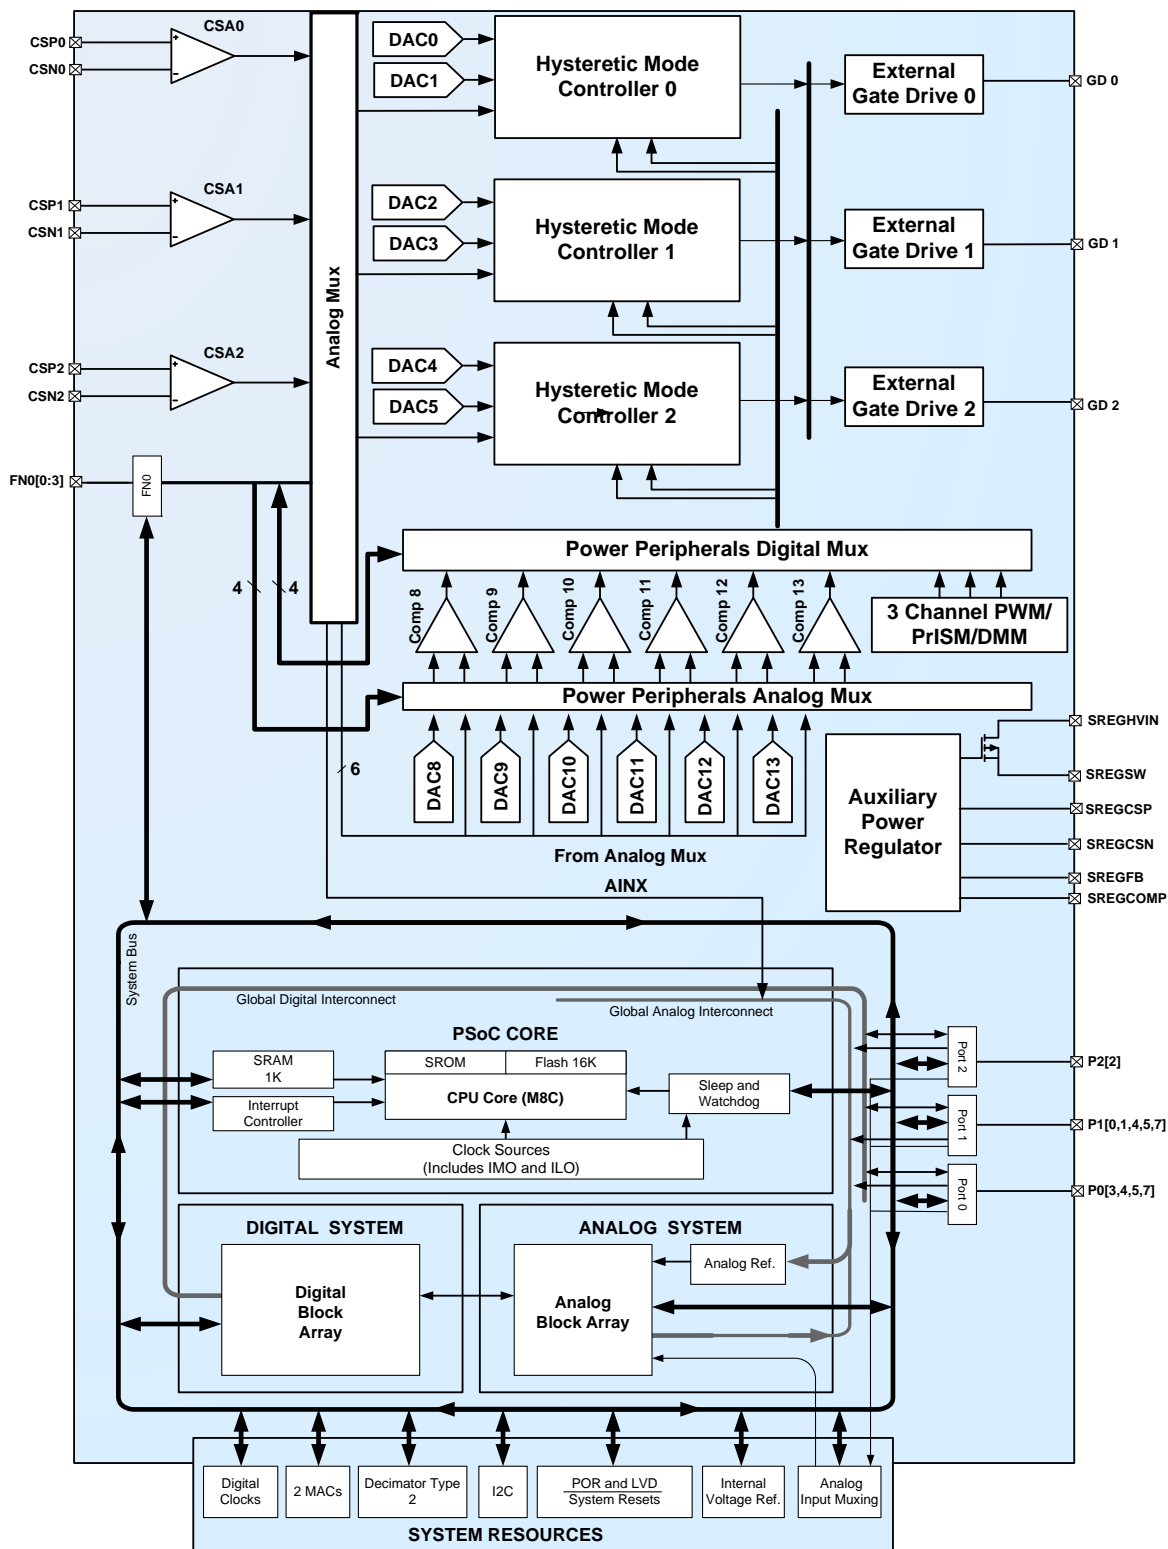 CSP0
CSN0
CSA0
DAC0
DAC1
Hysteretic Mode
Controller 0
External
Gate Drive 0
GD 0
CSP1
CSN1
CSA1
Analog Mux
DAC2
DAC3
Hysteretic Mode
Controller 1
External
Gate Drive 1
GD 1
CSP2
CSN2
CSA2
DAC4
DAC5
Hysteretic Mode
Controller 2
External
Gate Drive 2
GD 2
FN0[0:3]
FN0
4
4
Power Peripherals Digital Mux
Comp 8
Comp 9
Comp 10
Comp 11
Comp 12
Comp 13
3 Channel PWM/
PrISM/DMM
Power Peripherals Analog Mux
6
DAC8
DAC9
DAC10
DAC11
DAC12
DAC13
From Analog Mux
AINX
Auxiliary
Power
Regulator
SREGHVIN
SREGSW
SREGCSP
SREGCSN
SREGFB
SREGCOMP
System Bus
Global Digital Interconnect
Global Analog Interconnect
PSoC CORE
SRAM
1K
SROM
Flash 16K
CPU Core (M8C)
Interrupt
Controller
Sleep and
Watchdog
Clock Sources
(Includes IMO and ILO)
Port 2
P2[2]
Port 1
P1[0,1,4,5,7]
Port 0
P0[3,4,5,7]
DIGITAL SYSTEM
Digital
Block
Array
ANALOG SYSTEM
Analog
Block Array
Analog Ref.
Digital
Clocks
2 MACs
Decimator Type
2
I2C
POR and LVD
System Resets
Internal
Voltage Ref.
Analog
Input Muxing
SYSTEM RESOURCES